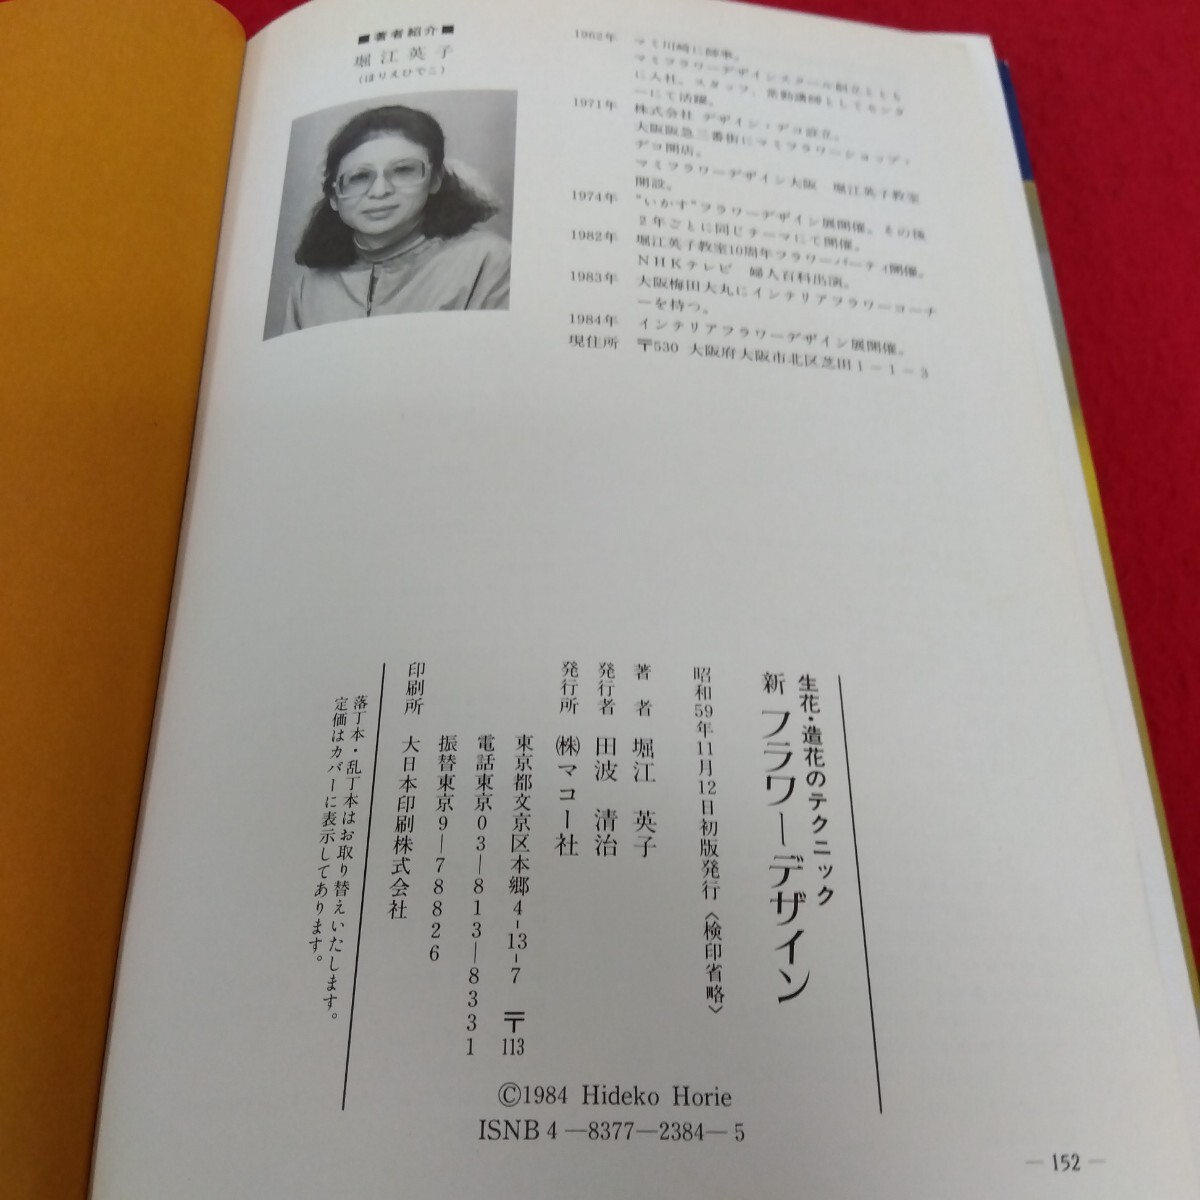 ■著者紹介■
堀江英子
(ほりえひでこ)
1962年 マミ川崎に師事。
マミフラワーデザインスクール創立ととも
に入社。スタッフ、常勤講師としてセンタ
ーにて活躍。
1971年 株式会社 デザイン・デコ設立。
大阪阪急三番街にマミフラワーショップ・
デコ開店。
マミフラワーデザイン大阪 堀江英子教室
開設。
1974年 “いかす”フラワーデザイン展開催。その後
2年ごとに同じテーマにて開催。
1982年 堀江英子教室10周年フラワーパーティ開催。
NHKテレビ 婦人百科出演。
1983年 大阪梅田大丸にインテリアフラワーコーナ
ーを持つ。
1984年 インテリアフラワーデザイン展開催。
現住所 〒530 大阪府大阪市北区芝田1-1-3
生花・造花のテクニック
新 フラワーデザイン
昭和59年11月12日初版発行〈検印省略〉
著者 堀江 英子
発行者 田波 清治
発行所 ㈱マコー社
東京都文京区本郷4-13-7 〒113
電話東京03―813―8331
振替東京9―78826
印刷所 大日本印刷株式会社
落丁本・乱丁本はお取り替えいたします。
定価はカバーに表示してあります。
©1984 Hideko Horie
ISNB4―8377―2384―5
― 152 ―